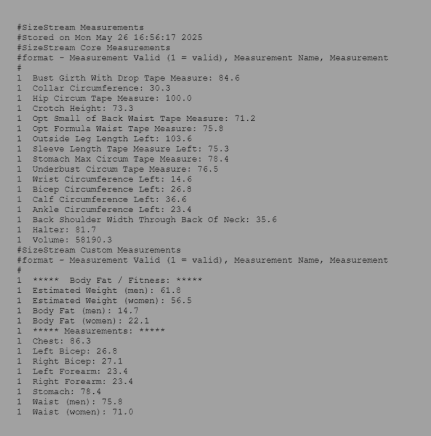 #SizeStream Measurements
#Stored on Mon May 26 16:56:17 2025
#SizeStream Core Measurements
#format - Measurement Valid (1 = valid), Measurement Name, Measurement
#
1 Bust Girth With Drop Tape Measure: 84.6
1 Collar Circumference: 30.3
1 Hip Circum Tape Measure: 100.0
1 Crotch Height: 73.3
1 Opt Small of Back Waist Tape Measure: 71.2
1 Opt Formula Waist Tape Measure: 75.8
1 Outside Leg Length Left: 103.6
1 Sleeve Length Tape Measure Left: 75.3
1 Stomach Max Circum Tape Measure: 78.4
1 Underbust Circum Tape Measure: 76.5
1 Wrist Circumference Left: 14.6
1 Bicep Circumference Left: 26.8
1 Calf Circumference Left: 36.6
1 Ankle Circumference Left: 23.4
1 Back Shoulder Width Through Back Of Neck: 35.6
1 Halter: 81.7
1 Volume: 58190.3
#SizeStream Custom Measurements
#format - Measurement Valid (1 = valid), Measurement Name, Measurement
#
1 ***** Body Fat / Fitness: *****
1 Estimated Weight (men): 61.8
1 Estimated Weight (women): 56.5
1 Body Fat (men): 14.7
1 Body Fat (women): 22.1
1 ***** Measurements: *****
1 Chest: 86.3
1 Left Bicep: 26.8
1 Right Bicep: 27.1
1 Left Forearm: 23.4
1 Right Forearm: 23.4
1 Stomach: 78.4
1 Waist (men): 75.8
1 Waist (women): 71.0